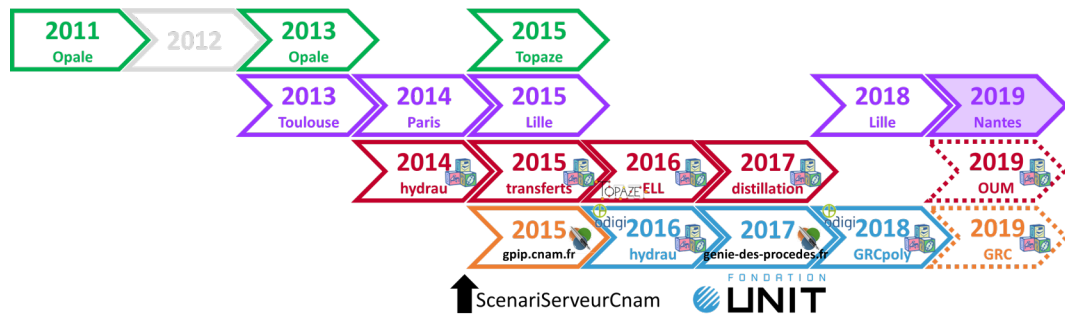 2011
Opale
2012
2013
Opale
2015
Topaze
2013
Toulouse
2014
Paris
2015
Lille
2018
Lille
2019
Nantes
2014
hydrau
2015
transferts
2016
ELL
TOPAZE
2017
distillation
2019
OUM
2015
gpip.cnam.fr
odigi
2016
hydrau
2017
genie-des-procedes.fr
odigi
2018
GRCpoly
2019
GRC
ScenariServeurCnam
FONDATION
UNIT